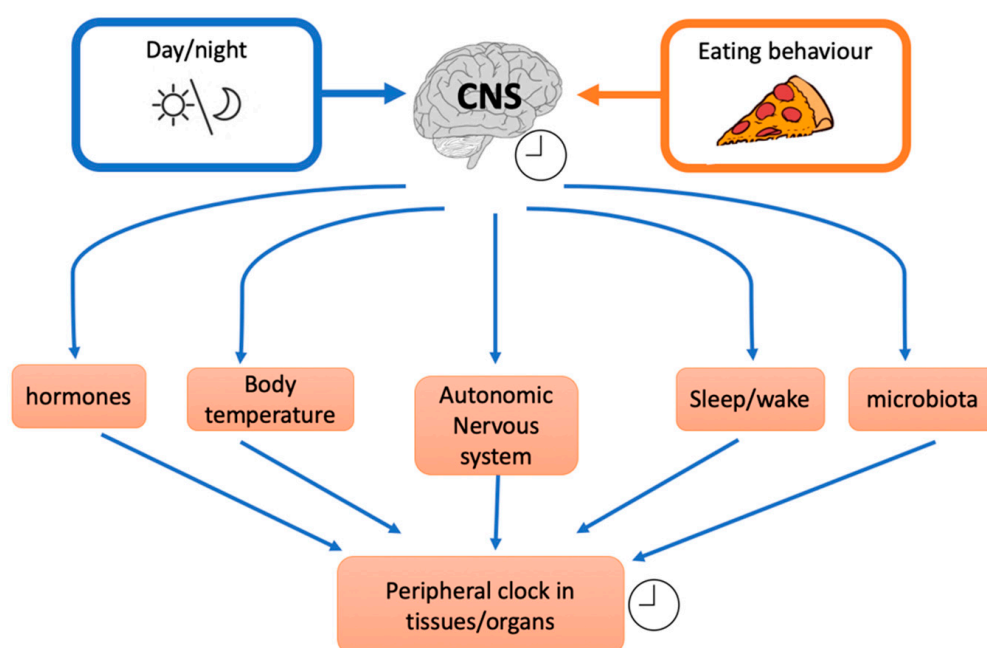 Day/night
CNS
Eating behaviour
hormones
Body
temperature
Autonomic
Nervous
system
Sleep/wake
microbiota
Peripheral clock in
tissues/organs